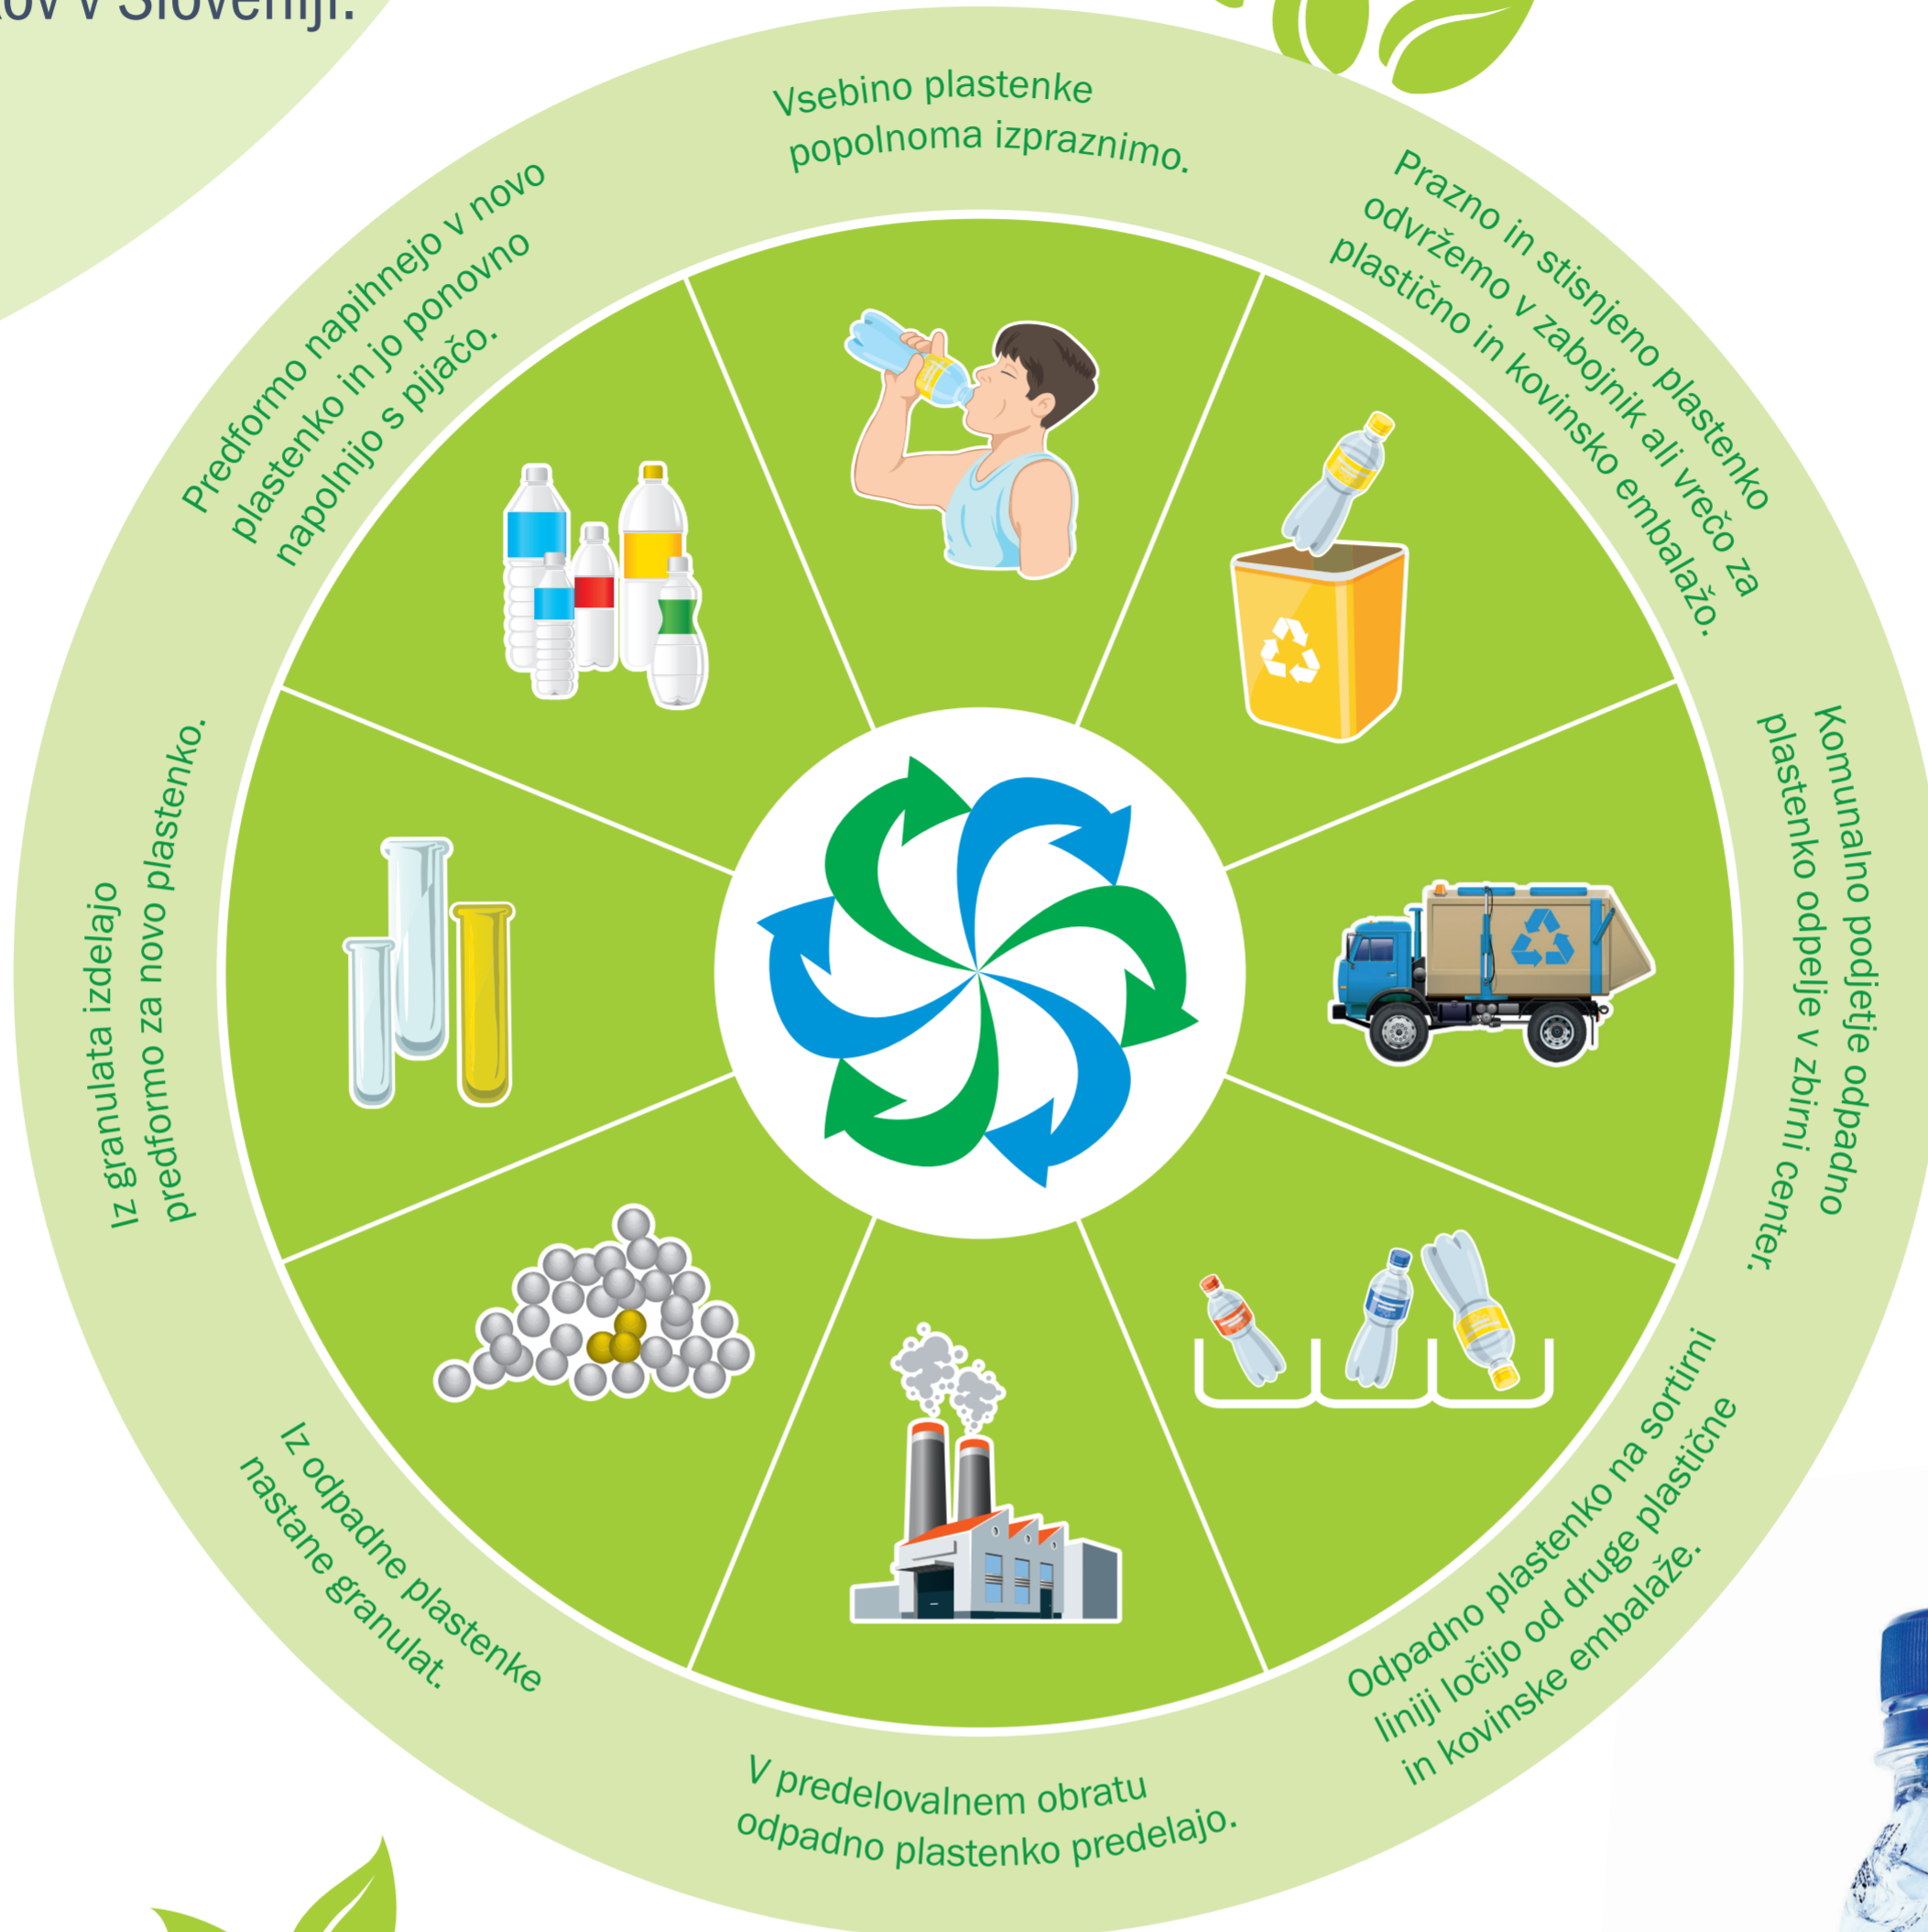 v Sloveniji.
Vsebino plastenke
popolnoma izpraznimo.
Prazno in stisnjeno plastenko
odvržemo v zabojnik ali vrečo za
plastično in kovinsko embalažo.
Komunalno podjetje odpadno
plastenko odpelje v zbirni center.
Odpadno plastenko na sortirni
liniji ločijo od druge plastične
in kovinske embalaže.
V predelovalnem obratu
odpadno plastenko predelajo.
Iz odpadne plastenke
nastane granulat.
Iz granulata izdelajo
predformo za novo plastenko.
Predformo napihnejo v novo
plastenko in jo ponovno
napolnijo s pijačo.